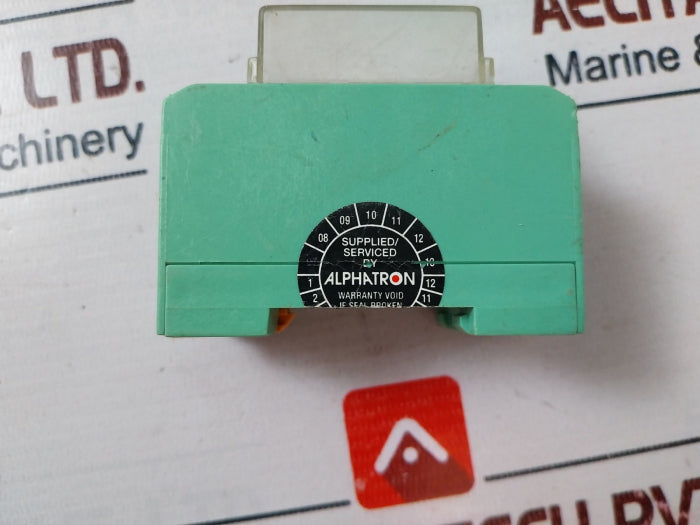 LTD.
Marine &
chinery
08 09 10 11 12 13
SUPPLIED/
SERVICED
BY
1 ALPHATRON 12
2 WARRANTY VOID 11
IF SEAL BROKEN